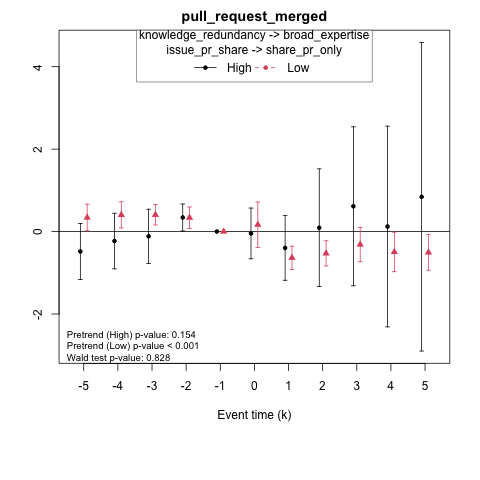 pull_request_merged
knowledge_redundancy -> broad_expertise
issue_pr_share -> share_pr_only
High Low
4
2
0
-2
Pretrend (High) p-value: 0.154
Pretrend (Low) p-value < 0.001
Wald test p-value: 0.828
-5 -4 -3 -2 -1 0 1 2 3 4 5
Event time (k)